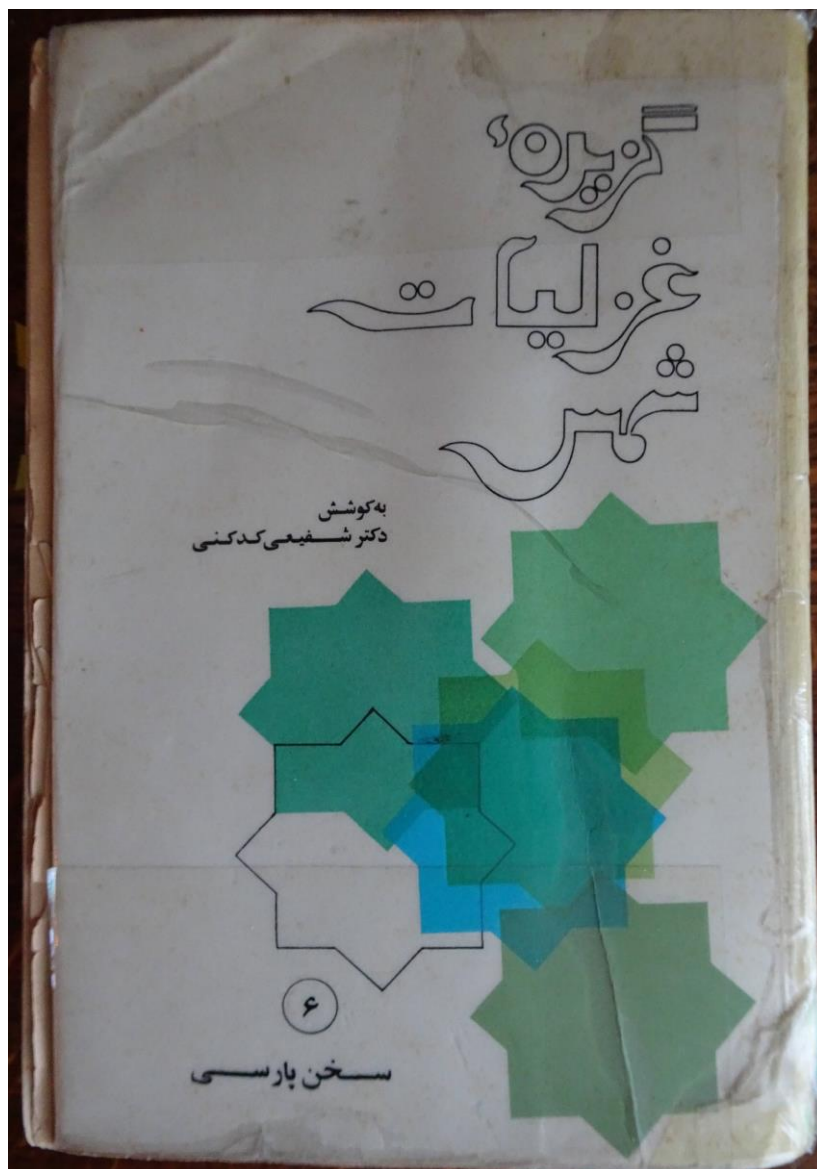 گزیدهٔ
غزلیات
شمس
به کوشش
دکتر شفیعی کدکنی
۶
سخن پارسی